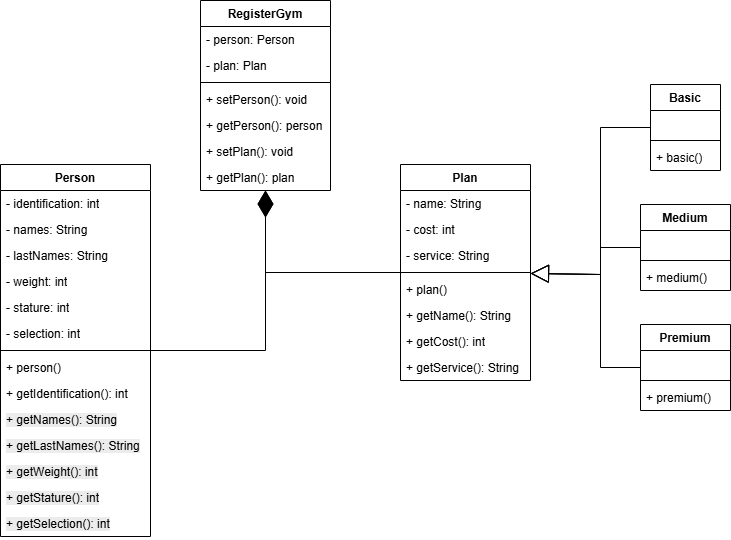 RegisterGym
- person: Person
- plan: Plan
+ setPerson(): void
+ getPerson(): person
+ setPlan(): void
+ getPlan(): plan
Person
- identification: int
- names: String
- lastNames: String
- weight: int
- stature: int
- selection: int
+ person()
+ getIdentification(): int
+ getNames(): String
+ getLastNames(): String
+ getWeight(): int
+ getStature(): int
+ getSelection(): int
Plan
- name: String
- cost: int
- service: String
+ plan()
+ getName(): String
+ getCost(): int
+ getService(): String
Basic
+ basic()
Medium
+ medium()
Premium
+ premium()